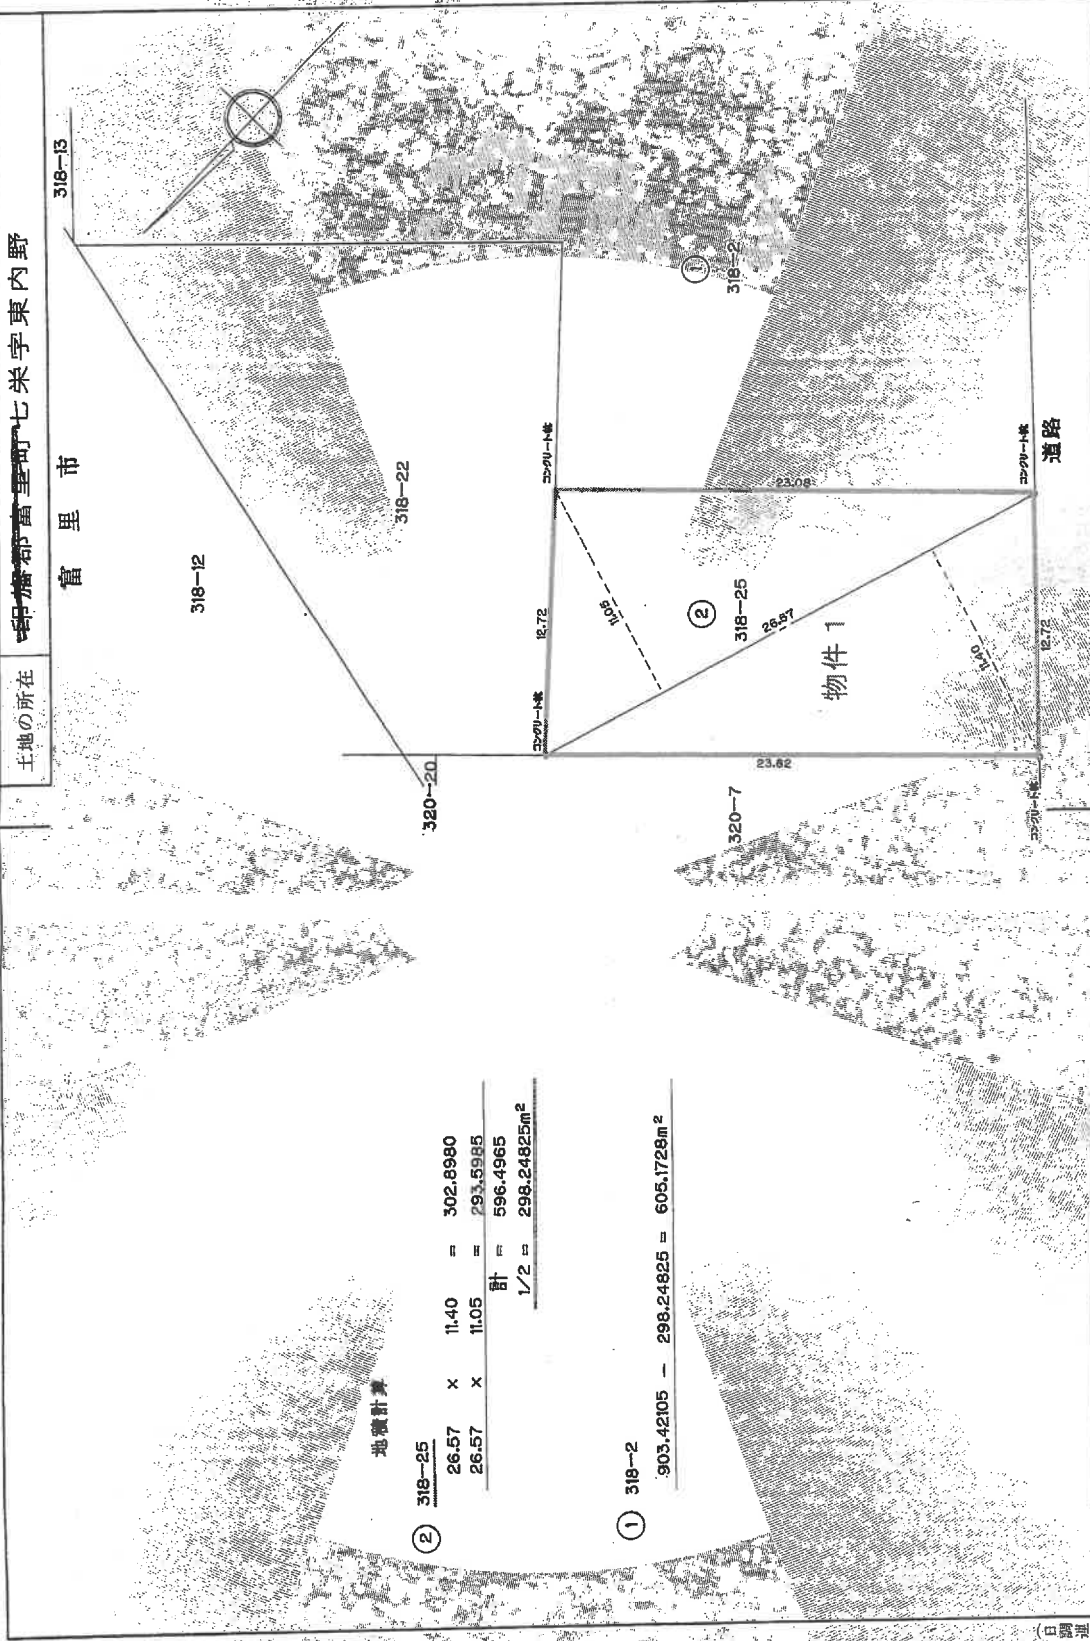 土地の所在
印旛郡富里町七栄字東内野
富里市
318-13
318-12
318-22
320-20
320-7
① 318-2
② 318-25
物件 1
コンクリート杭
コンクリート杭
コンクリート杭
コンクリート杭
12.72
23.08
11.05
26.57
11.40
12.72
23.62
道路
地積計算
② 318-25
26.57 × 11.40 = 302.8980
26.57 × 11.05 = 293.5985
計 = 596.4965
1/2 = 298.24825m²
① 318-2
903.42105 - 298.24825 = 605.1728m²